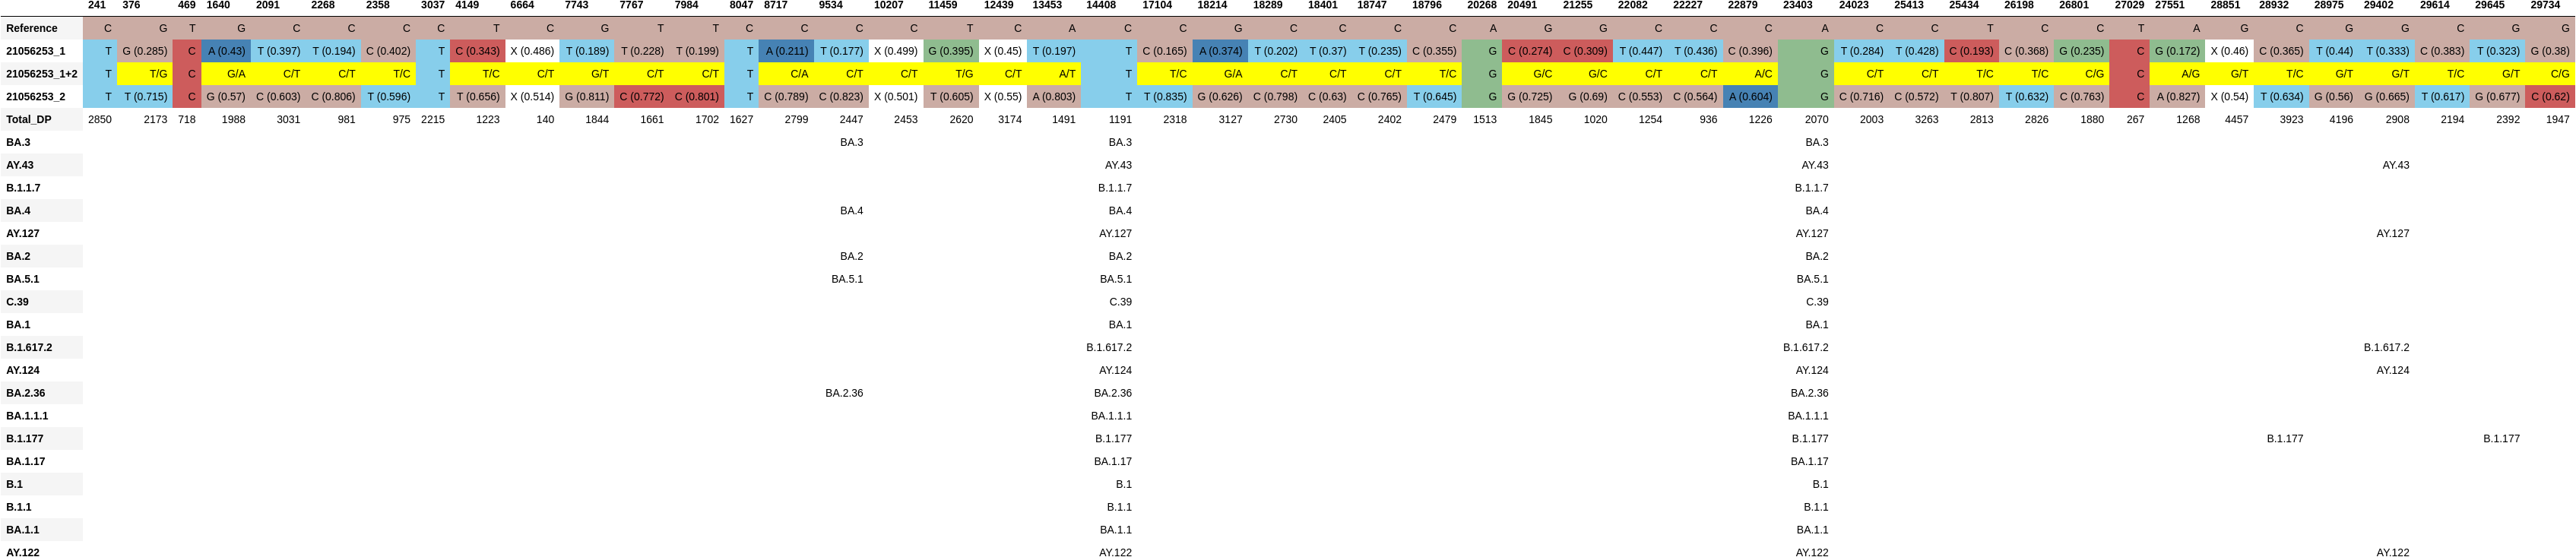 241 376 469 1640 2091 2268 2358 3037 4149 6664 7743 7767 7984 8047 8717 9534 10207 11459 12439 13453 14408 17104 18214 18289 18401 18747 18796 20268 20491 21255 22082 22227 22879 23403 24023 25413 25434 26198 26801 27029 27551 28851 28932 28975 29402 29614 29645 29734
Reference C G T G C C C C T C G T T C C C C T C A C C G C C C C A G G C C C A C C T C C T A G C G G C G G
21056253_1 T G (0.285) C A (0.43) T (0.397) T (0.194) C (0.402) T C (0.343) X (0.486) T (0.189) T (0.228) T (0.199) T A (0.211) T (0.177) X (0.499) G (0.395) X (0.45) T (0.197) T C (0.165) A (0.374) T (0.202) T (0.37) T (0.235) C (0.355) G C (0.274) C (0.309) T (0.447) T (0.436) C (0.396) G T (0.284) T (0.428) C (0.193) C (0.368) G (0.235) C G (0.172) X (0.46) C (0.365) T (0.44) T (0.333) C (0.383) T (0.323) G (0.38)
21056253_1+2 T T/G C G/A C/T C/T T/C T T/C C/T G/T C/T C/T T C/A C/T C/T T/G C/T A/T T T/C G/A C/T C/T C/T T/C G G/C G/C C/T C/T A/C G C/T C/T T/C T/C C/G C A/G G/T T/C G/T G/T T/C G/T C/G
21056253_2 T T (0.715) C G (0.57) C (0.603) C (0.806) T (0.596) T T (0.656) X (0.514) G (0.811) C (0.772) C (0.801) T C (0.789) C (0.823) X (0.501) T (0.605) X (0.55) A (0.803) T T (0.835) G (0.626) C (0.798) C (0.63) C (0.765) T (0.645) G G (0.725) G (0.69) C (0.553) C (0.564) A (0.604) G C (0.716) C (0.572) T (0.807) T (0.632) C (0.763) C A (0.827) X (0.54) T (0.634) G (0.56) G (0.665) T (0.617) G (0.677) C (0.62)
Total_DP 2850 2173 718 1988 3031 981 975 2215 1223 140 1844 1661 1702 1627 2799 2447 2453 2620 3174 1491 1191 2318 3127 2730 2405 2402 2479 1513 1845 1020 1254 936 1226 2070 2003 3263 2813 2826 1880 267 1268 4457 3923 4196 2908 2194 2392 1947
BA.3 BA.3 BA.3 BA.3
AY.43 AY.43 AY.43 AY.43
B.1.1.7 B.1.1.7 B.1.1.7
BA.4 BA.4 BA.4 BA.4
AY.127 AY.127 AY.127 AY.127
BA.2 BA.2 BA.2 BA.2
BA.5.1 BA.5.1 BA.5.1 BA.5.1
C.39 C.39 C.39
BA.1 BA.1 BA.1
B.1.617.2 B.1.617.2 B.1.617.2 B.1.617.2
AY.124 AY.124 AY.124 AY.124
BA.2.36 BA.2.36 BA.2.36 BA.2.36
BA.1.1.1 BA.1.1.1 BA.1.1.1
B.1.177 B.1.177 B.1.177 B.1.177 B.1.177
BA.1.17 BA.1.17 BA.1.17
B.1 B.1 B.1
B.1.1 B.1.1 B.1.1
BA.1.1 BA.1.1 BA.1.1
AY.122 AY.122 AY.122 AY.122